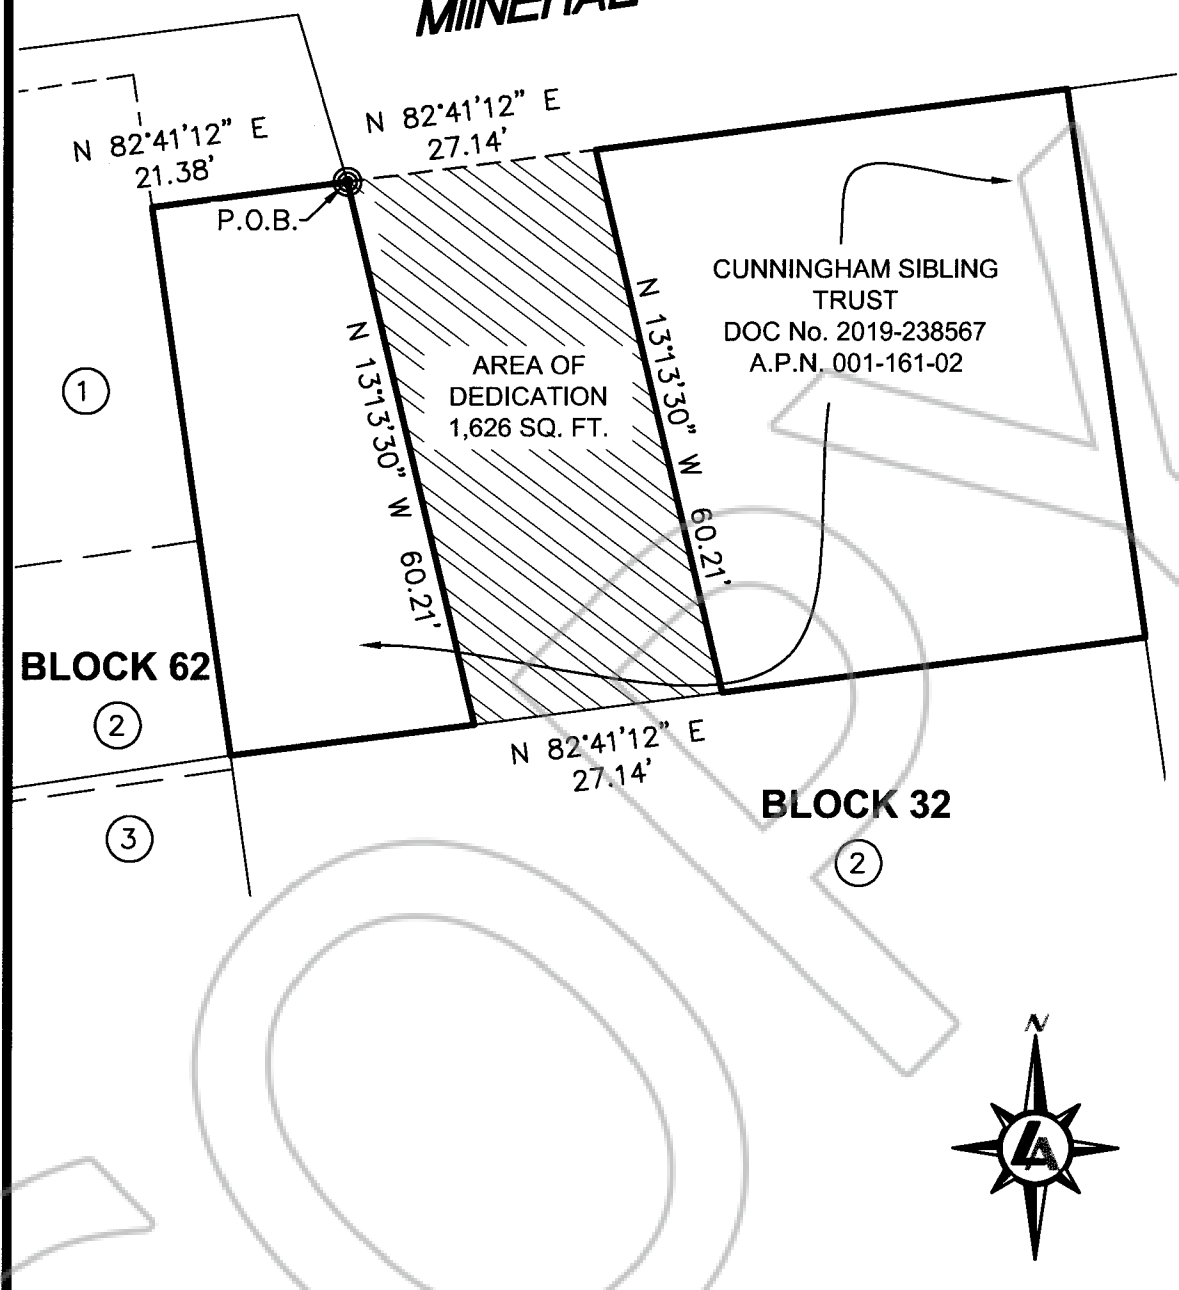 N 82°41'12" E
27.14'
N 82°41'12" E
21.38'
P.O.B.
CUNNINGHAM SIBLING
TRUST
DOC No. 2019-238567
A.P.N. 001-161-02
N 13°13'30" W 60.21'
N 13°13'30" W 60.21'
AREA OF
DEDICATION
1,626 SQ. FT.
1
BLOCK 62
2
N 82°41'12" E
27.14'
BLOCK 32
2
3
N
LA